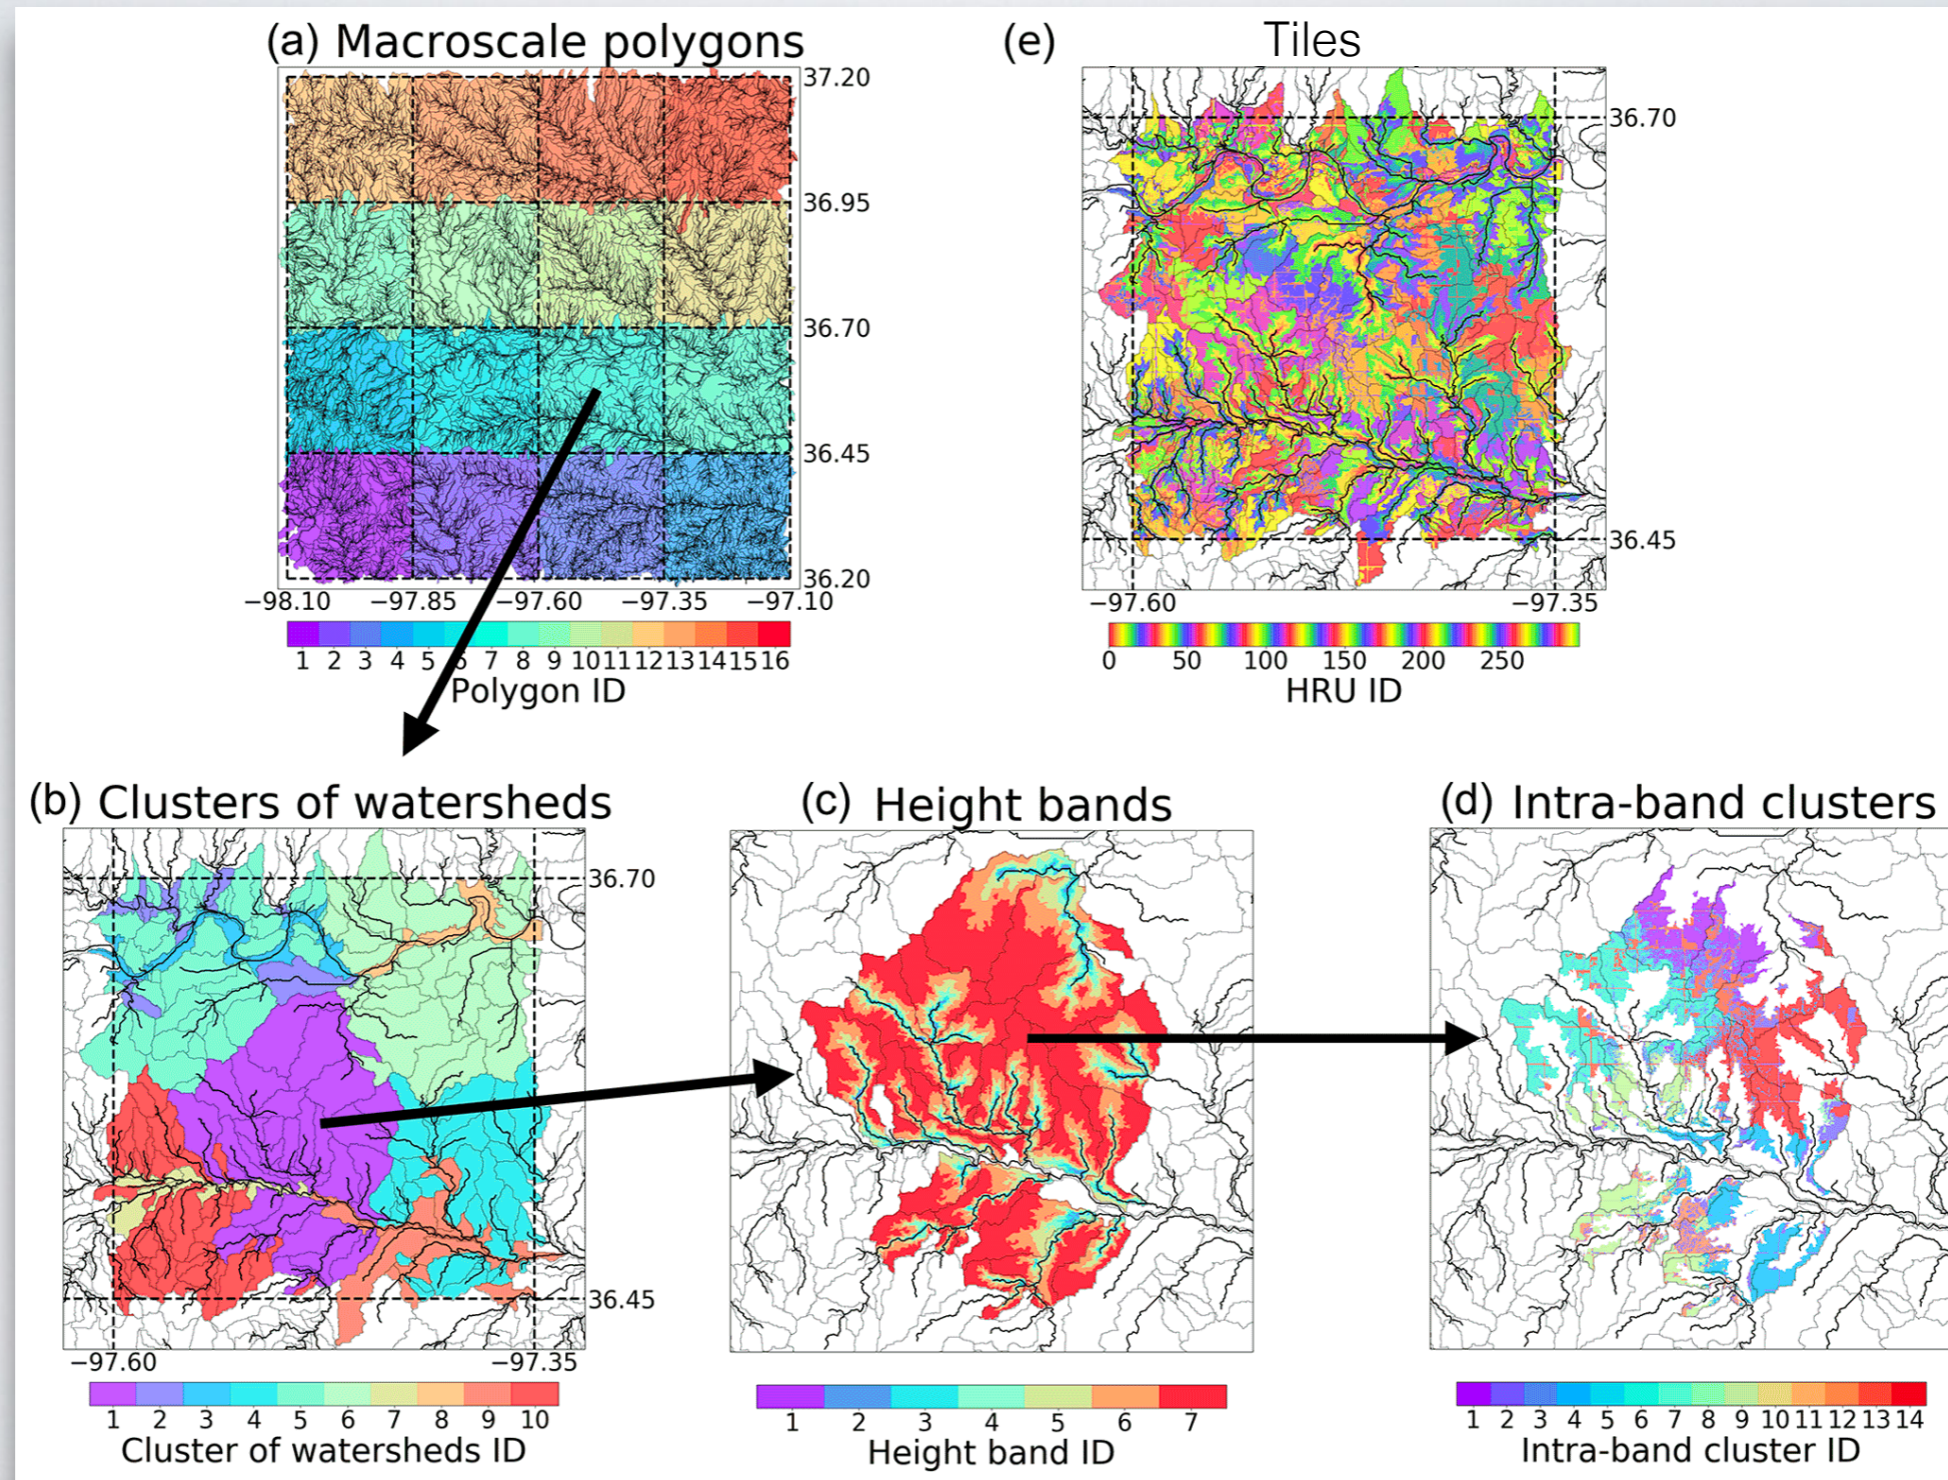 (a) Macroscale polygons
37.20
36.95
36.70
36.45
36.20
−98.10 −97.85 −97.60 −97.35 −97.10
1 2 3 4 5 6 7 8 9 10 11 12 13 14 15 16
Polygon ID
(e) Tiles
36.70
36.45
−97.60 −97.35
0 50 100 150 200 250
HRU ID
(b) Clusters of watersheds
36.70
36.45
−97.60 −97.35
1 2 3 4 5 6 7 8 9 10
Cluster of watersheds ID
(c) Height bands
1 2 3 4 5 6 7
Height band ID
(d) Intra-band clusters
1 2 3 4 5 6 7 8 9 10 11 12 13 14
Intra-band cluster ID